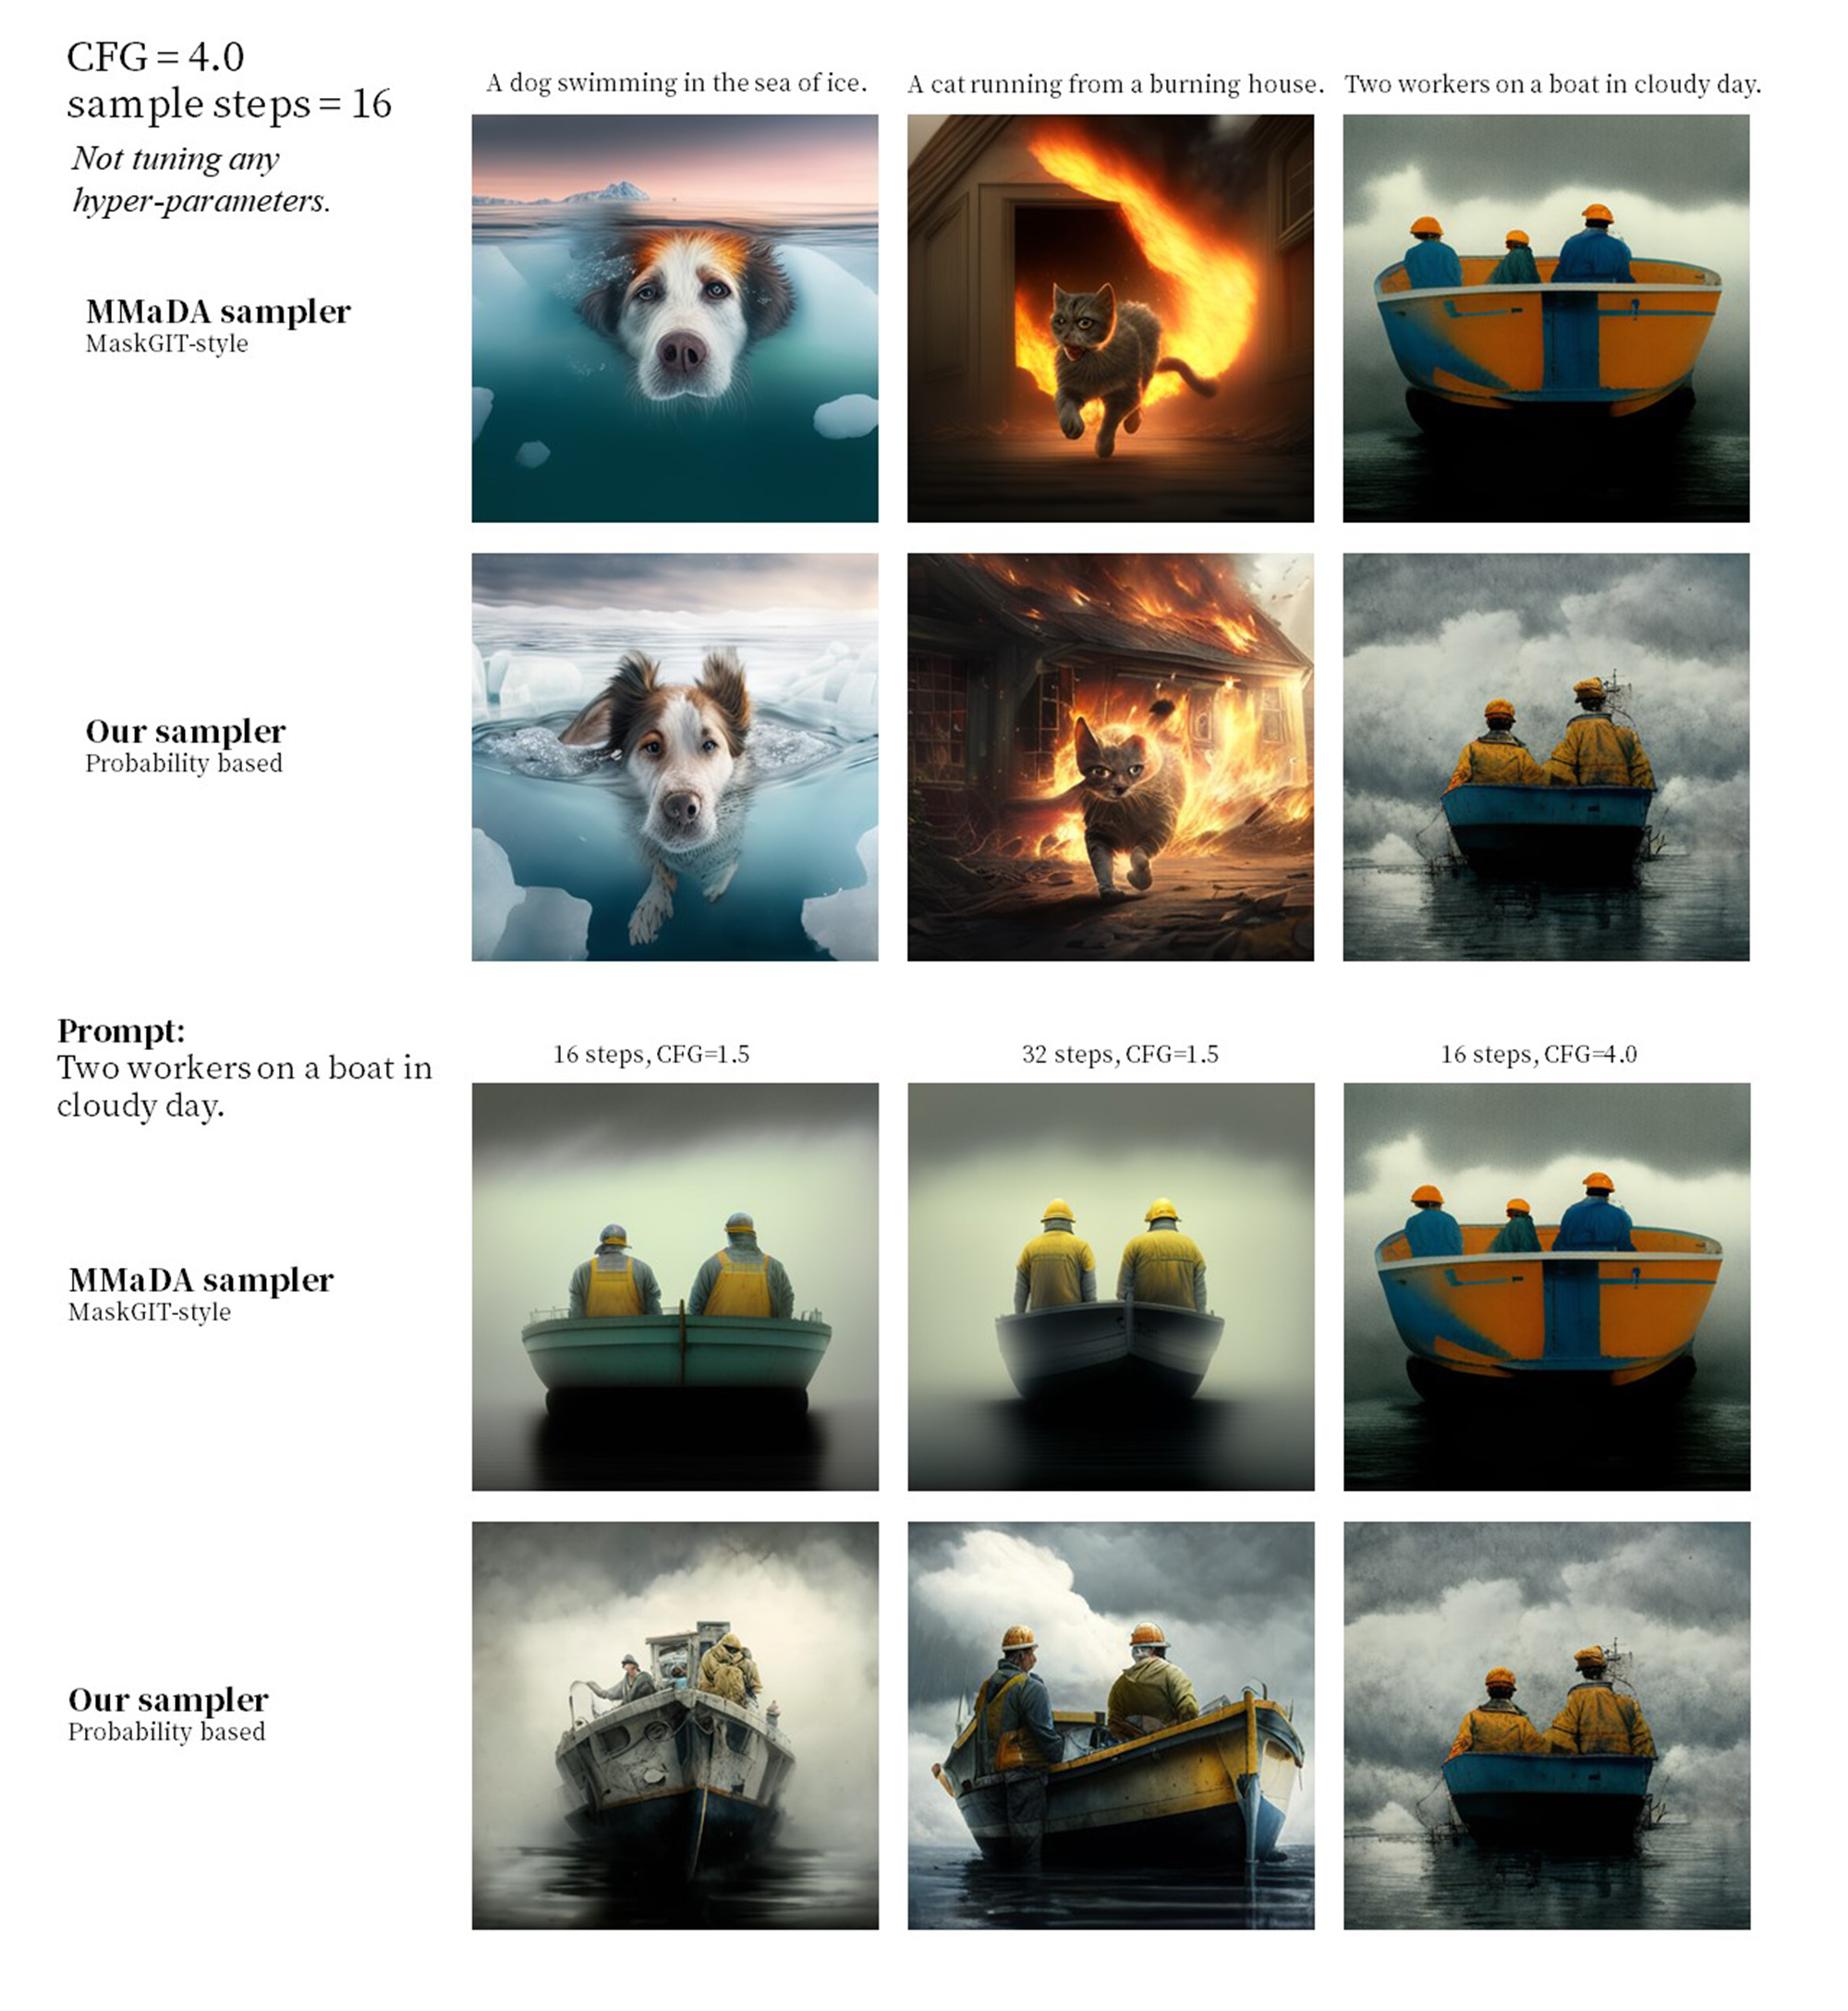 CFG = 4.0
sample steps = 16
Not tuning any
hyper-parameters.
A dog swimming in the sea of ice.
A cat running from a burning house.
Two workers on a boat in cloudy day.
MMaDA sampler
MaskGIT-style
Our sampler
Probability based
Prompt:
Two workers on a boat in
cloudy day.
16 steps, CFG=1.5
32 steps, CFG=1.5
16 steps, CFG=4.0
MMaDA sampler
MaskGIT-style
Our sampler
Probability based